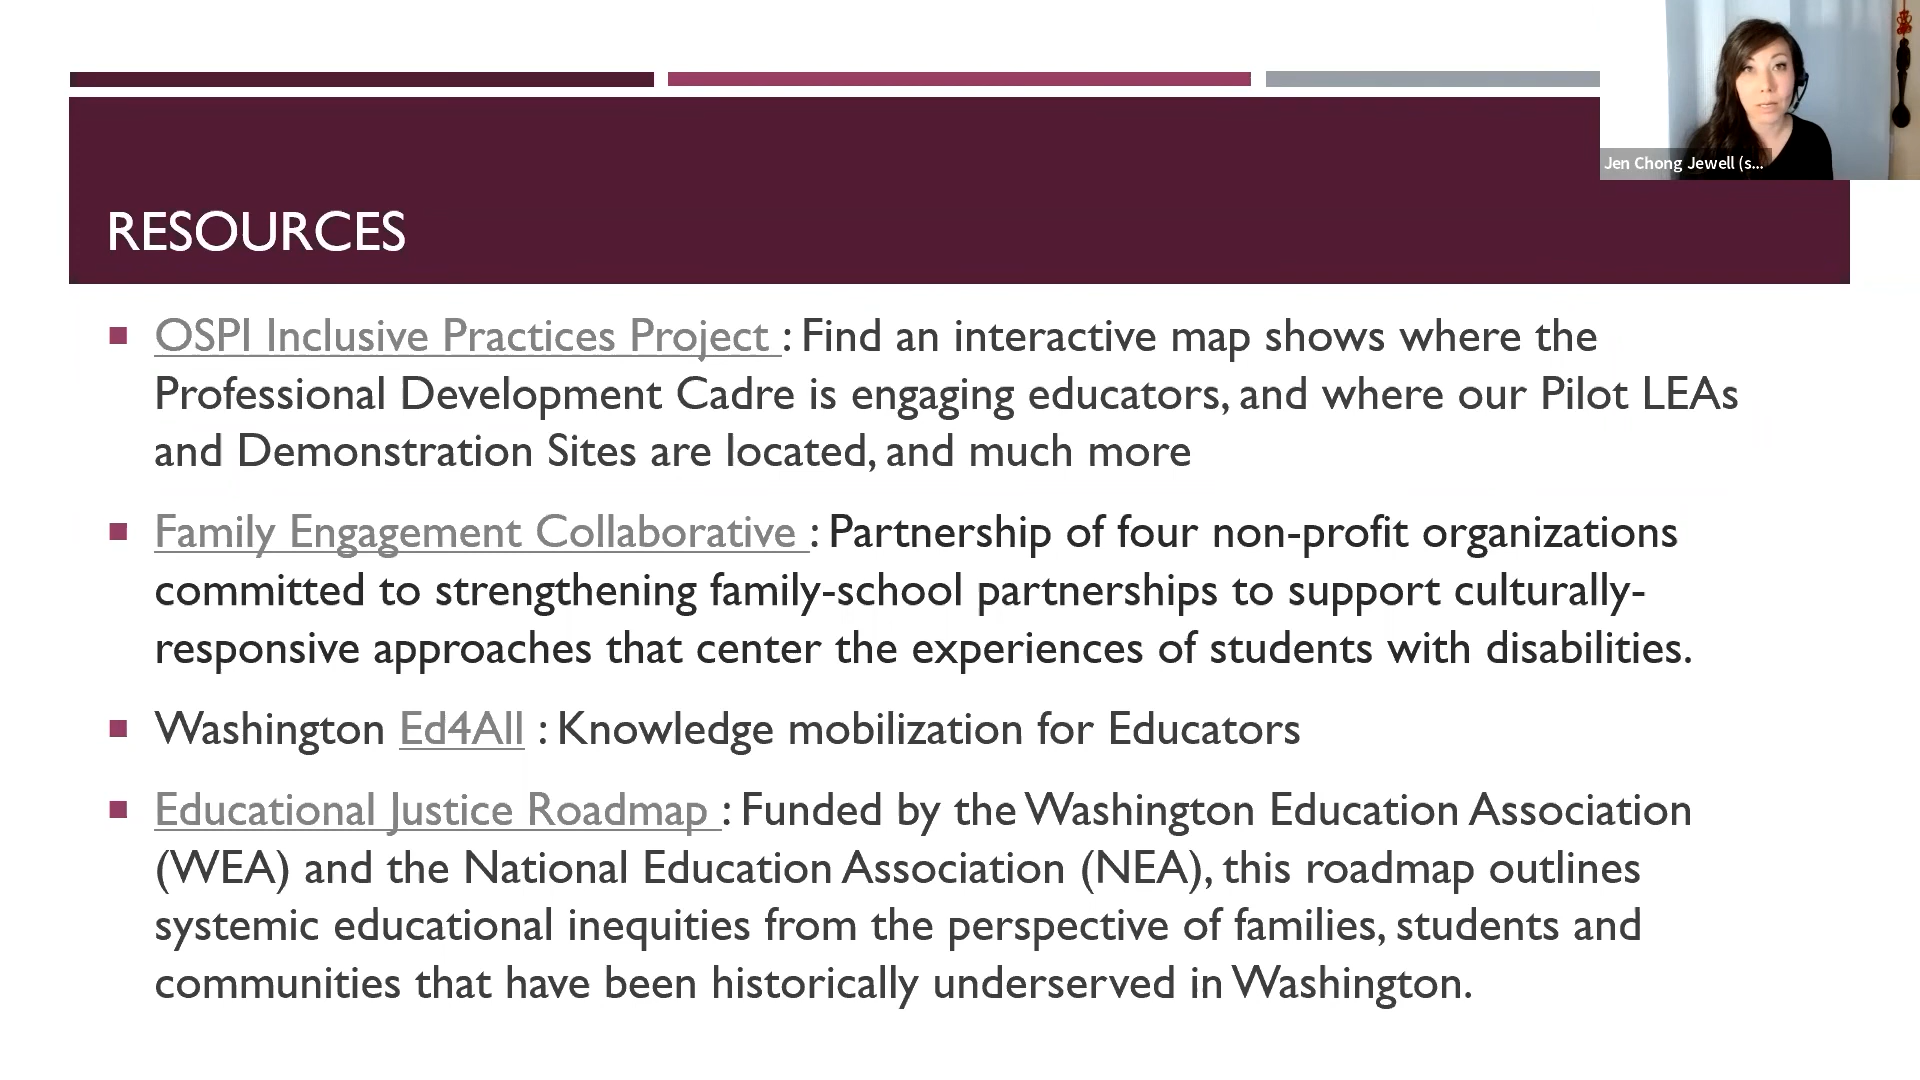 Jen Chong Jewell (s...
RESOURCES
OSPI Inclusive Practices Project : Find an interactive map shows where the
Professional Development Cadre is engaging educators, and where our Pilot LEAs
and Demonstration Sites are located, and much more
Family Engagement Collaborative : Partnership of four non-profit organizations
committed to strengthening family-school partnerships to support culturally-
responsive approaches that center the experiences of students with disabilities.
Washington Ed4All : Knowledge mobilization for Educators
Educational Justice Roadmap : Funded by the Washington Education Association
(WEA) and the National Education Association (NEA), this roadmap outlines
systemic educational inequities from the perspective of families, students and
communities that have been historically underserved in Washington.